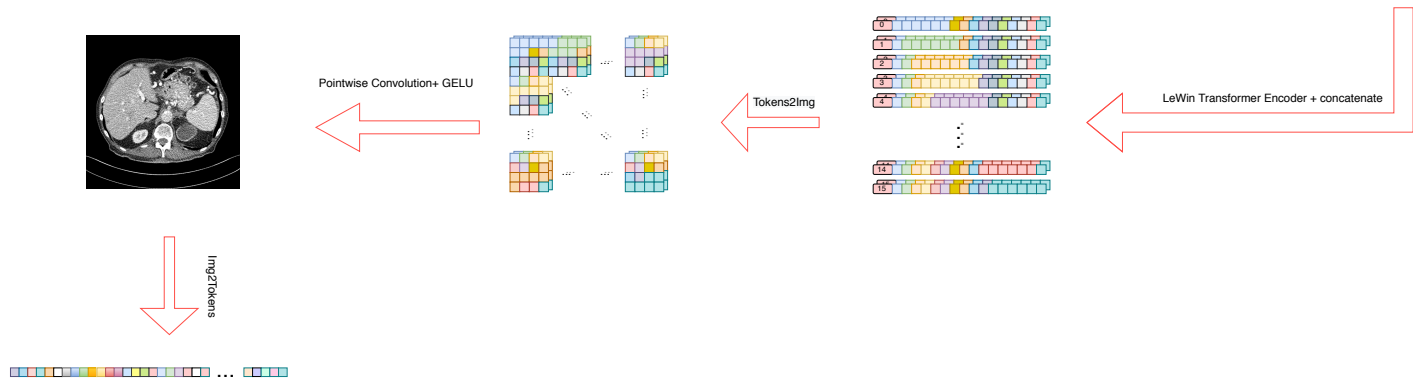 0
1
Pointwise Convolution+ GELU
2
3
4
LeWin Transformer Encoder + concatenate
Tokens2Img
14
15
Img2Tokens